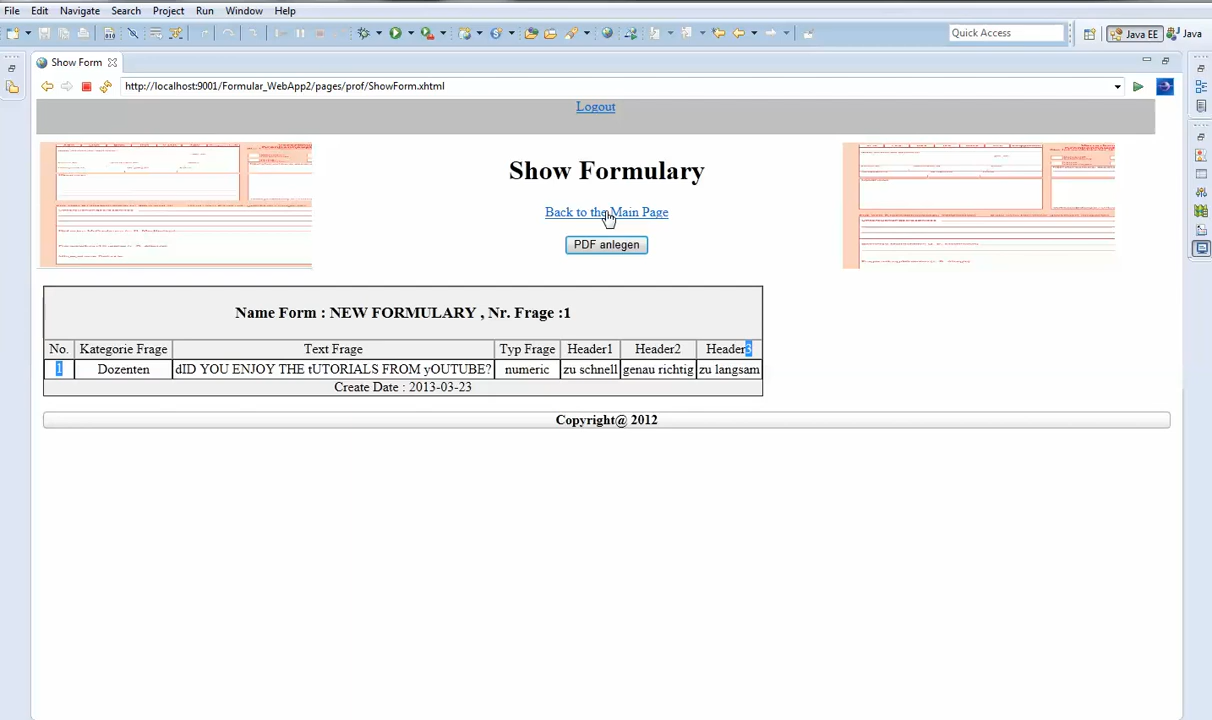 File Edit Navigate Search Project Run Window Help
Quick Access Java EE Java
Show Form
http://localhost:9001/Formular_WebApp2/pages/prof/ShowForm.xhtml
Logout
Show Formulary
Back to the Main Page
PDF anlegen
Name Form : NEW FORMULARY , Nr. Frage :1
No. Kategorie Frage Text Frage Typ Frage Header1 Header2 Header3
1 Dozenten dID YOU ENJOY THE tUTORIALS FROM yOUTUBE? numeric zu schnell genau richtig zu langsam
Create Date : 2013-03-23
Copyright@ 2012